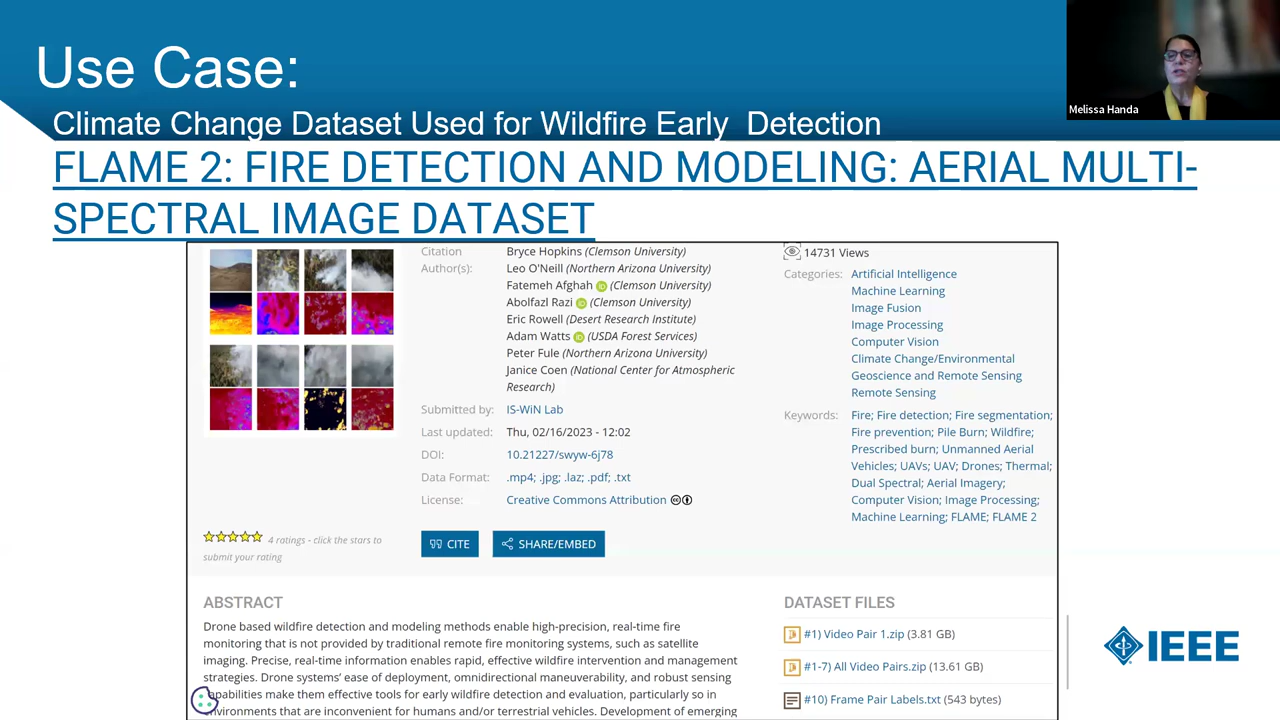 Use Case:
Climate Change Dataset Used for Wildfire Early Detection
FLAME 2: FIRE DETECTION AND MODELING: AERIAL MULTI-
SPECTRAL IMAGE DATASET
Melissa Handa
Citation
Author(s):
Bryce Hopkins (Clemson University)
Leo O'Neill (Northern Arizona University)
Fatemeh Afghah iD (Clemson University)
Abolfazl Razi iD (Clemson University)
Eric Rowell (Desert Research Institute)
Adam Watts iD (USDA Forest Services)
Peter Fule (Northern Arizona University)
Janice Coen (National Center for Atmospheric
Research)
Submitted by: IS-WiN Lab
Last updated: Thu, 02/16/2023 - 12:02
DOI: 10.21227/swyw-6j78
Data Format: .mp4; .jpg; .laz; .pdf; .txt
License: Creative Commons Attribution
CITE
SHARE/EMBED
4 ratings - click the stars to
submit your rating
14731 Views
Categories: Artificial Intelligence
Machine Learning
Image Fusion
Image Processing
Computer Vision
Climate Change/Environmental
Geoscience and Remote Sensing
Remote Sensing
Keywords: Fire; Fire detection; Fire segmentation;
Fire prevention; Pile Burn; Wildfire;
Prescribed burn; Unmanned Aerial
Vehicles; UAVs; UAV; Drones; Thermal;
Dual Spectral; Aerial Imagery;
Computer Vision; Image Processing;
Machine Learning; FLAME; FLAME 2
ABSTRACT
Drone based wildfire detection and modeling methods enable high-precision, real-time fire
monitoring that is not provided by traditional remote fire monitoring systems, such as satellite
imaging. Precise, real-time information enables rapid, effective wildfire intervention and management
strategies. Drone systems' ease of deployment, omnidirectional maneuverability, and robust sensing
capabilities make them effective tools for early wildfire detection and evaluation, particularly so in
environments that are inconvenient for humans and/or terrestrial vehicles. Development of emerging
DATASET FILES
#1) Video Pair 1.zip (3.81 GB)
#1-7) All Video Pairs.zip (13.61 GB)
#10) Frame Pair Labels.txt (543 bytes)
IEEE